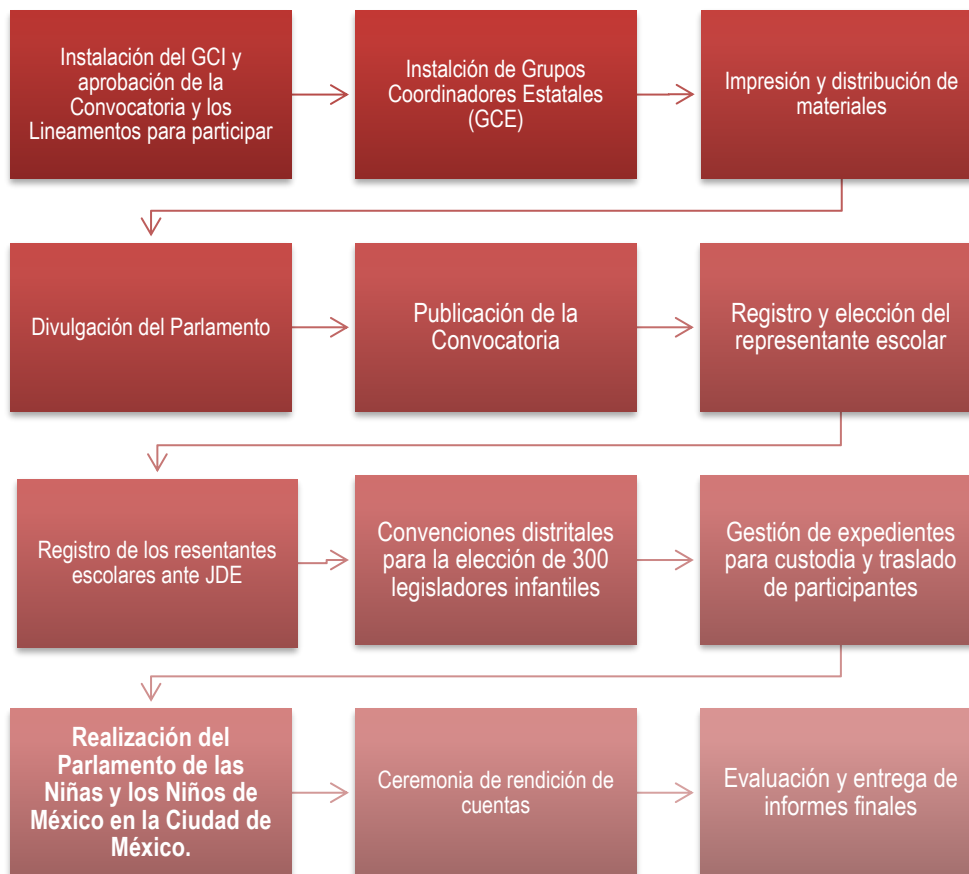 Instalación del GCI y
aprobación de la
Convocatoria y los
Lineamentos para participar
Instalción de Grupos
Coordinadores Estatales
(GCE)
Impresión y distribución de
materiales
Divulgación del Parlamento
Publicación de la
Convocatoria
Registro y elección del
representante escolar
Registro de los resentantes
escolares ante JDE
Convenciones distritales
para la elección de 300
legisladores infantiles
Gestión de expedientes
para custodia y traslado
de participantes
Realización del
Parlamento de las
Niñas y los Niños de
México en la Ciudad de
México.
Ceremonia de rendición de
cuentas
Evaluación y entrega de
informes finales